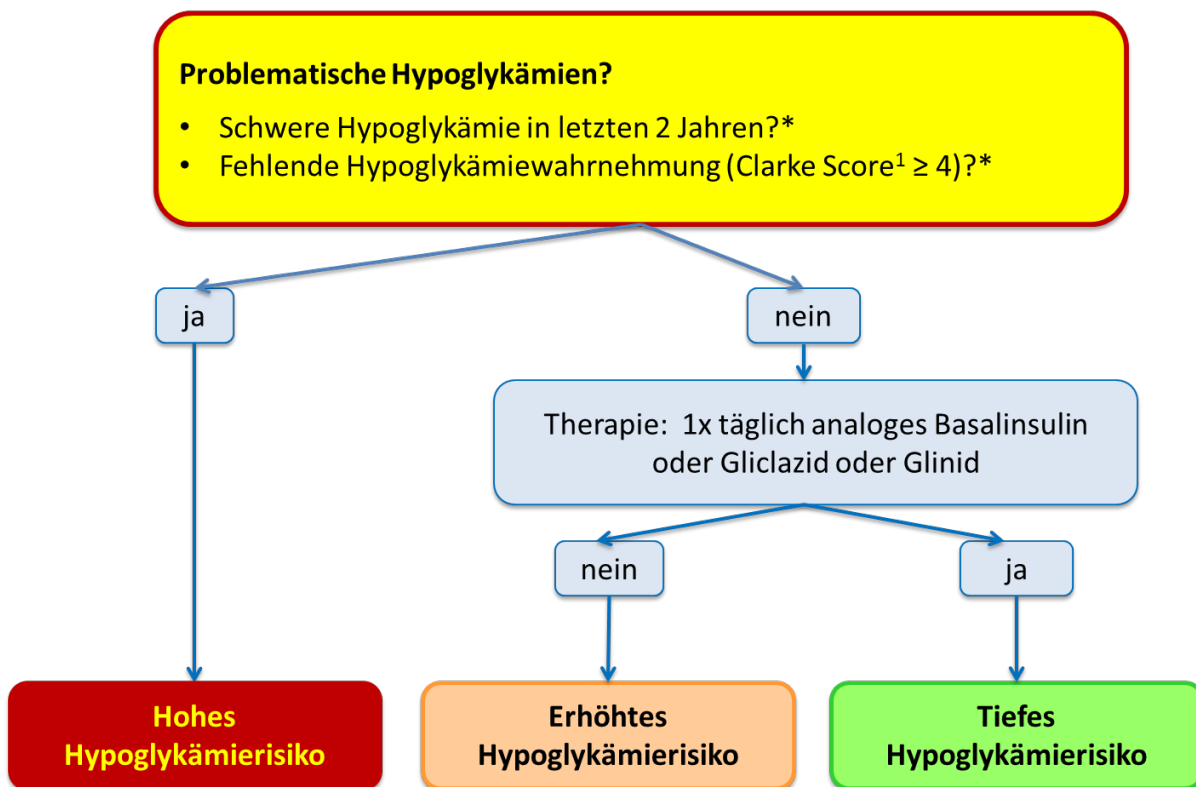 Problematische Hypoglykämien?
• Schwere Hypoglykämie in letzten 2 Jahren?*
• Fehlende Hypoglykämiewahrnehmung (Clarke Score¹ ≥ 4)?*
ja
nein
Therapie: 1x täglich analoges Basalinsulin
oder Gliclazid oder Glinid
nein
ja
Hohes
Hypoglykämierisiko
Erhöhtes
Hypoglykämierisiko
Tiefes
Hypoglykämierisiko